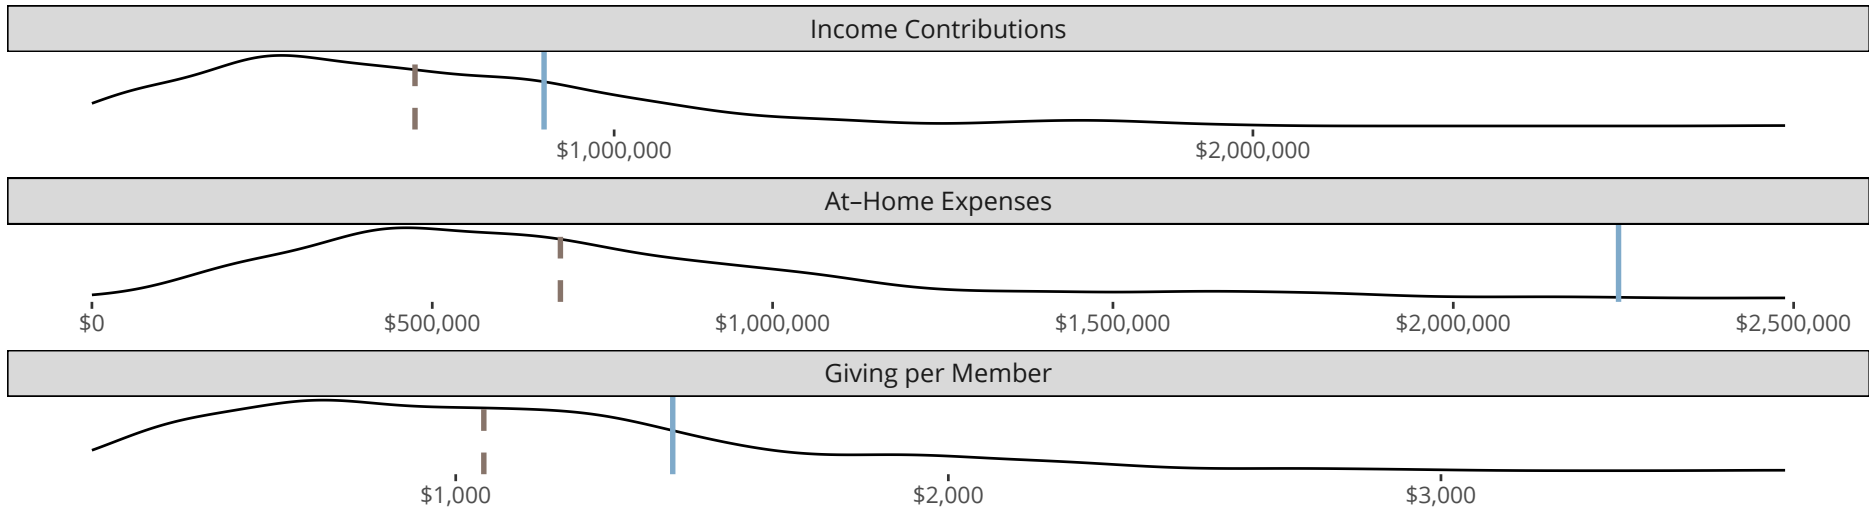 Income Contributions
$1,000,000 $2,000,000
At–Home Expenses
$0 $500,000 $1,000,000 $1,500,000 $2,000,000 $2,500,000
Giving per Member
$1,000 $2,000 $3,000